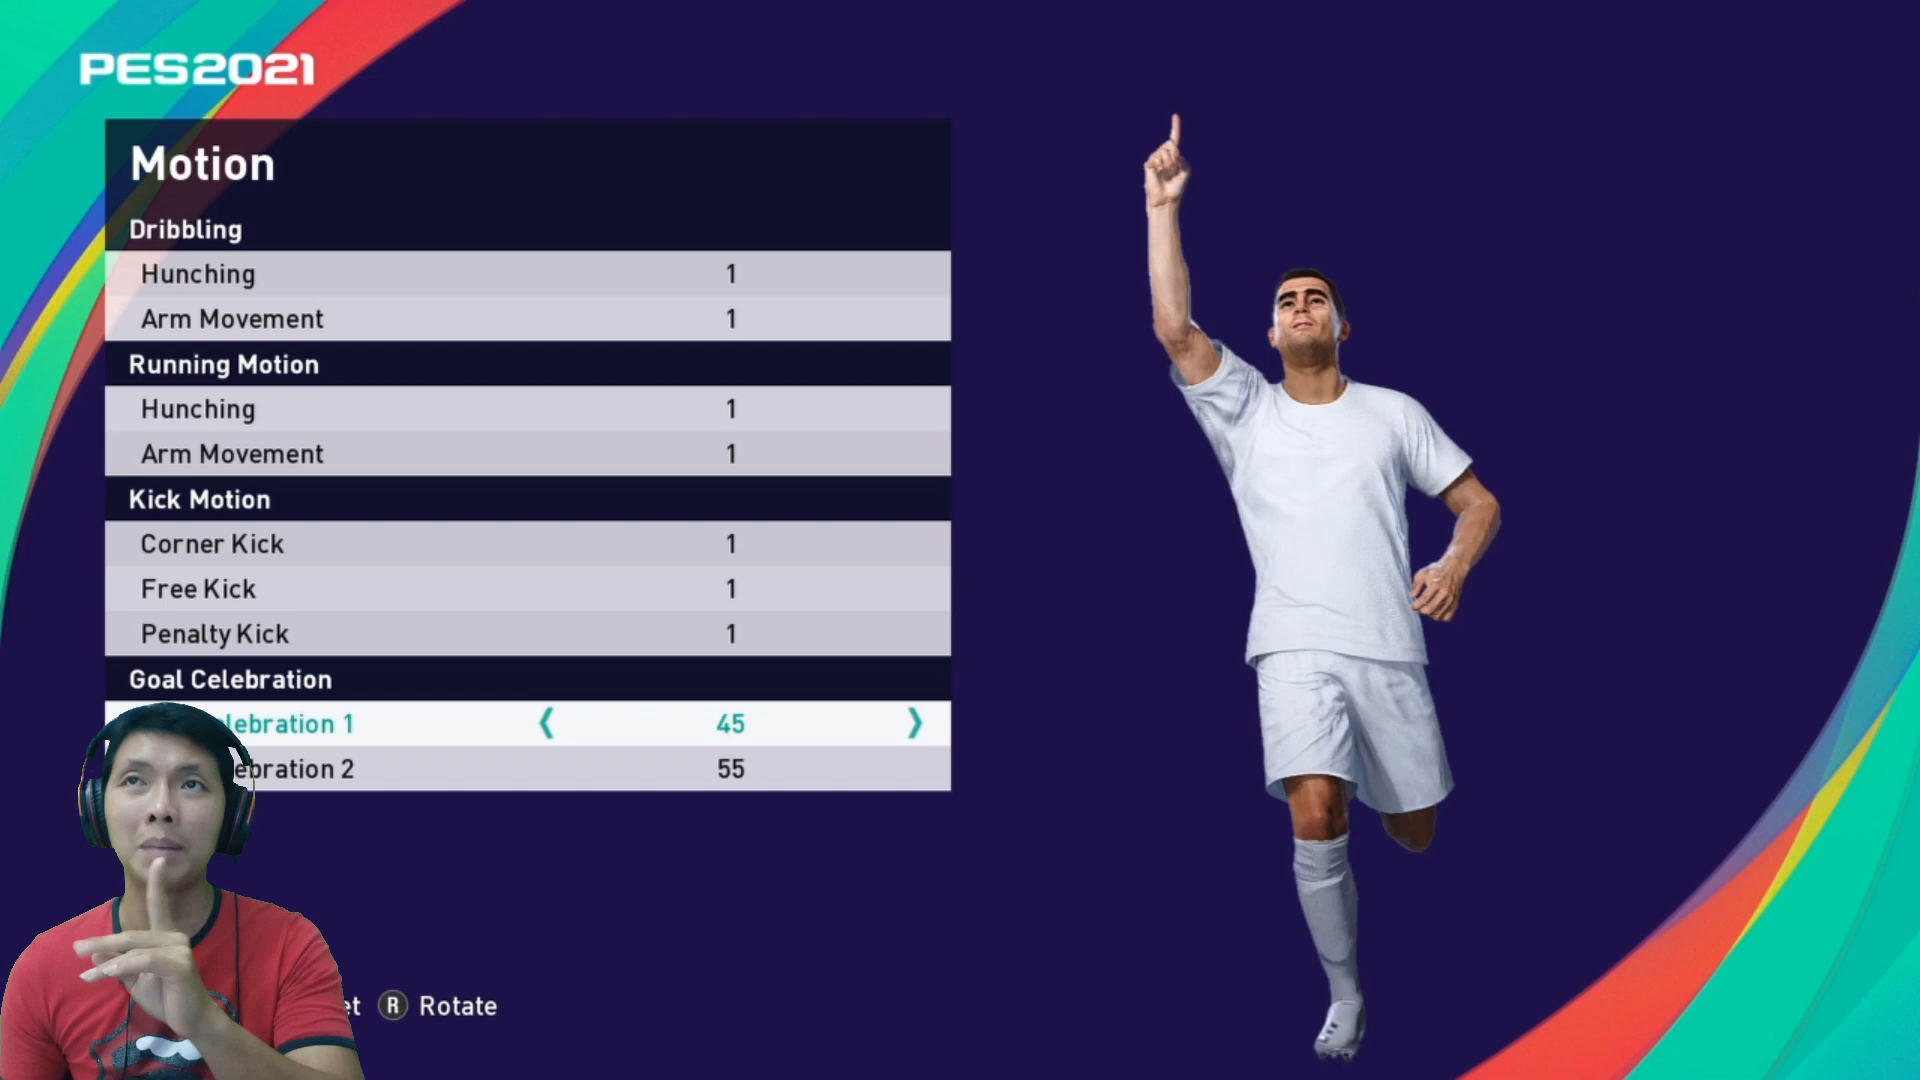 PES2021
Motion
Dribbling
Hunching 1
Arm Movement 1
Running Motion
Hunching 1
Arm Movement 1
Kick Motion
Corner Kick 1
Free Kick 1
Penalty Kick 1
Goal Celebration
lebration 1 45
ebration 2 55
et R Rotate